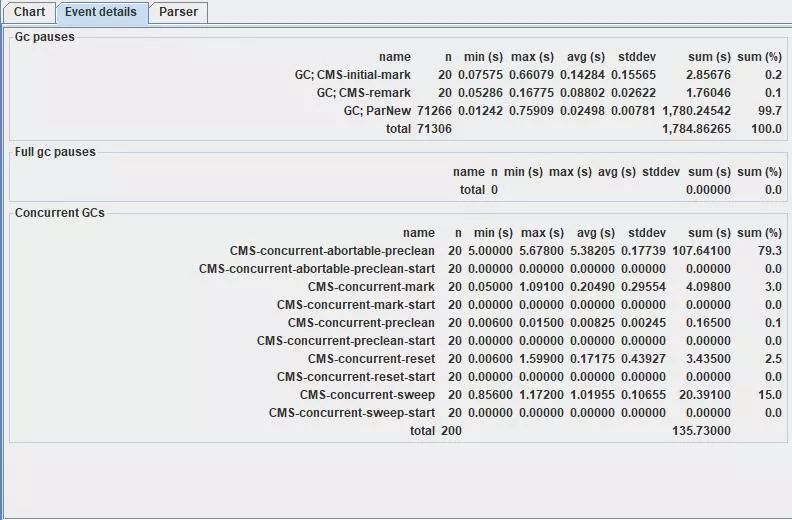 Chart Event details Parser
Gc pauses
name n min (s) max (s) avg (s) stddev sum (s) sum (%)
GC; CMS-initial-mark 20 0.07575 0.66079 0.14284 0.15565 2.85676 0.2
GC; CMS-remark 20 0.05286 0.16775 0.08802 0.02622 1.76046 0.1
GC; ParNew 71266 0.01242 0.75909 0.02498 0.00781 1,780.24542 99.7
total 71306 1,784.86265 100.0
Full gc pauses
name n min (s) max (s) avg (s) stddev sum (s) sum (%)
total 0 0.00000 0.0
Concurrent GCs
name n min (s) max (s) avg (s) stddev sum (s) sum (%)
CMS-concurrent-abortable-preclean 20 5.00000 5.67800 5.38205 0.17739 107.64100 79.3
CMS-concurrent-abortable-preclean-start 20 0.00000 0.00000 0.00000 0.00000 0.00000 0.0
CMS-concurrent-mark 20 0.05000 1.09100 0.20490 0.29554 4.09800 3.0
CMS-concurrent-mark-start 20 0.00000 0.00000 0.00000 0.00000 0.00000 0.0
CMS-concurrent-preclean 20 0.00600 0.01500 0.00825 0.00245 0.16500 0.1
CMS-concurrent-preclean-start 20 0.00000 0.00000 0.00000 0.00000 0.00000 0.0
CMS-concurrent-reset 20 0.00600 1.59900 0.17175 0.43927 3.43500 2.5
CMS-concurrent-reset-start 20 0.00000 0.00000 0.00000 0.00000 0.00000 0.0
CMS-concurrent-sweep 20 0.85600 1.17200 1.01955 0.10655 20.39100 15.0
CMS-concurrent-sweep-start 20 0.00000 0.00000 0.00000 0.00000 0.00000 0.0
total 200 135.73000